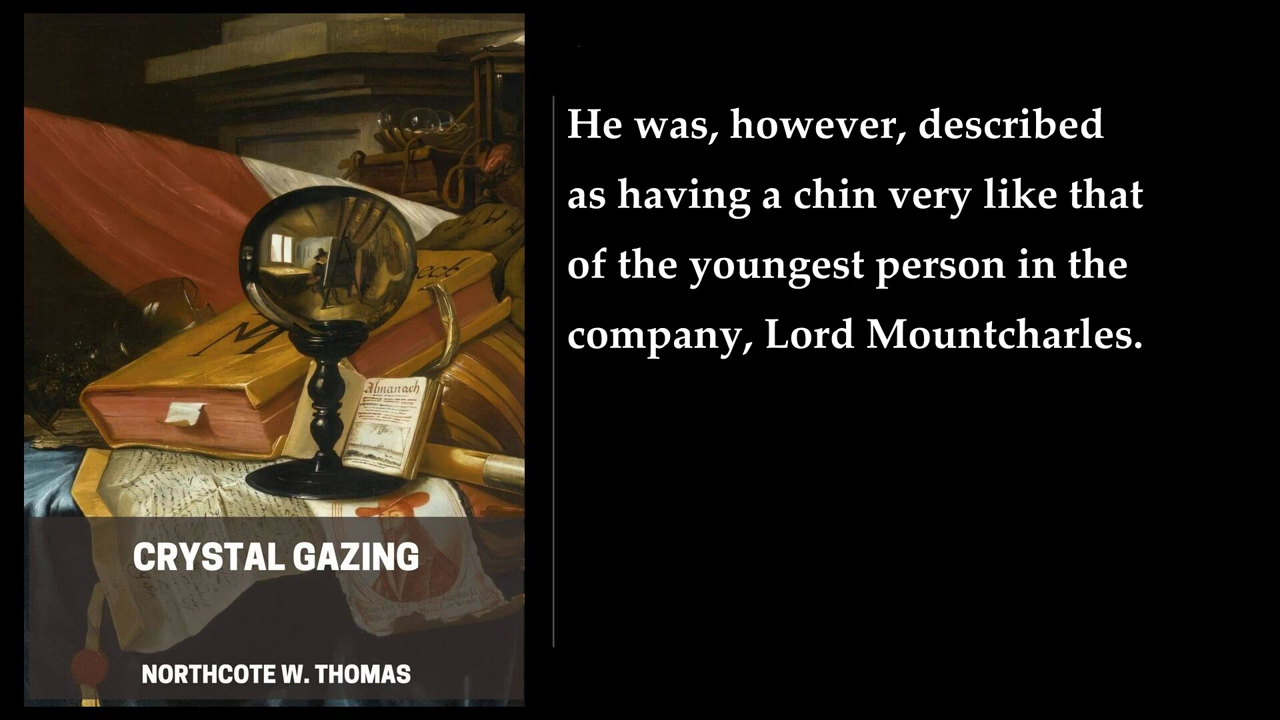 He was, however, described
as having a chin very like that
of the youngest person in the
company, Lord Mountcharles.
M
Almanach
CRYSTAL GAZING
NORTHCOTE W. THOMAS